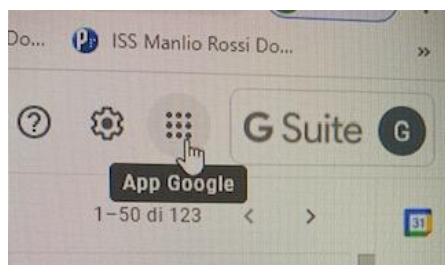 Do... ISS Manlio Rossi Do... »
G Suite G
App Google
1–50 di 123 < >
31